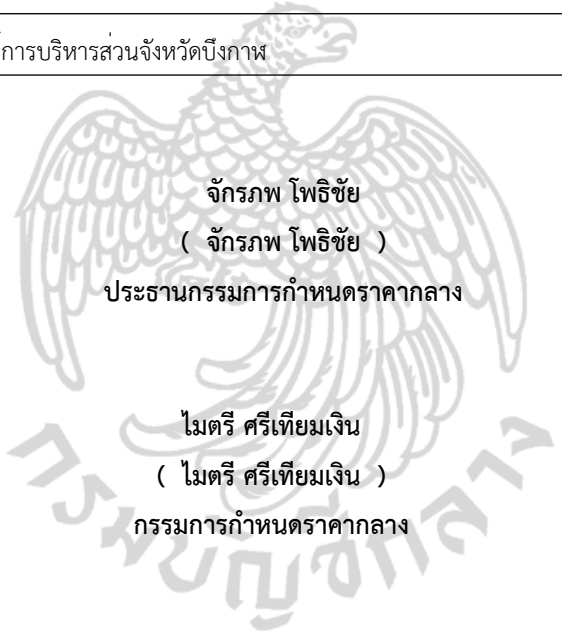 การบริหารส่วนจังหวัดบึงกาฬ
จักรภพ โพธิชัย
( จักรภพ โพธิชัย )
ประธานกรรมการกำหนดราคากลาง
ไมตรี ศรีเทียมเงิน
( ไมตรี ศรีเทียมเงิน )
กรรมการกำหนดราคากลาง
กรมบัญชีกลาง